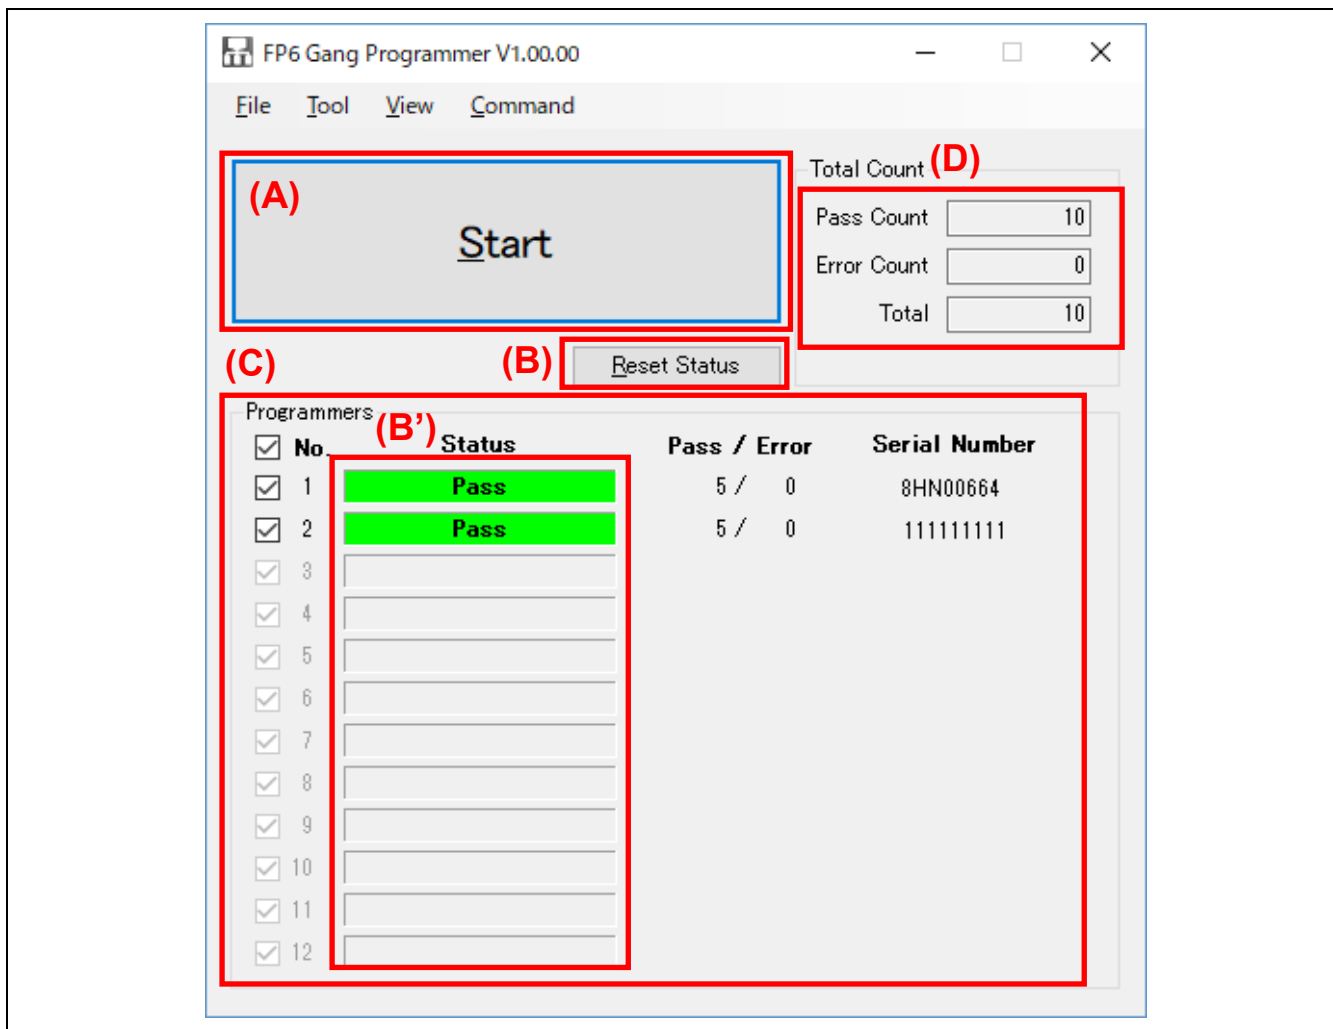 FP6 Gang Programmer V1.00.00
File Tool View Command
(A)
Start
Total Count (D)
Pass Count 10
Error Count 0
Total 10
(C)
(B) Reset Status
Programmers
(B’)
No. Status Pass / Error Serial Number
1 Pass 5 / 0 8HN00664
2 Pass 5 / 0 111111111
3
4
5
6
7
8
9
10
11
12